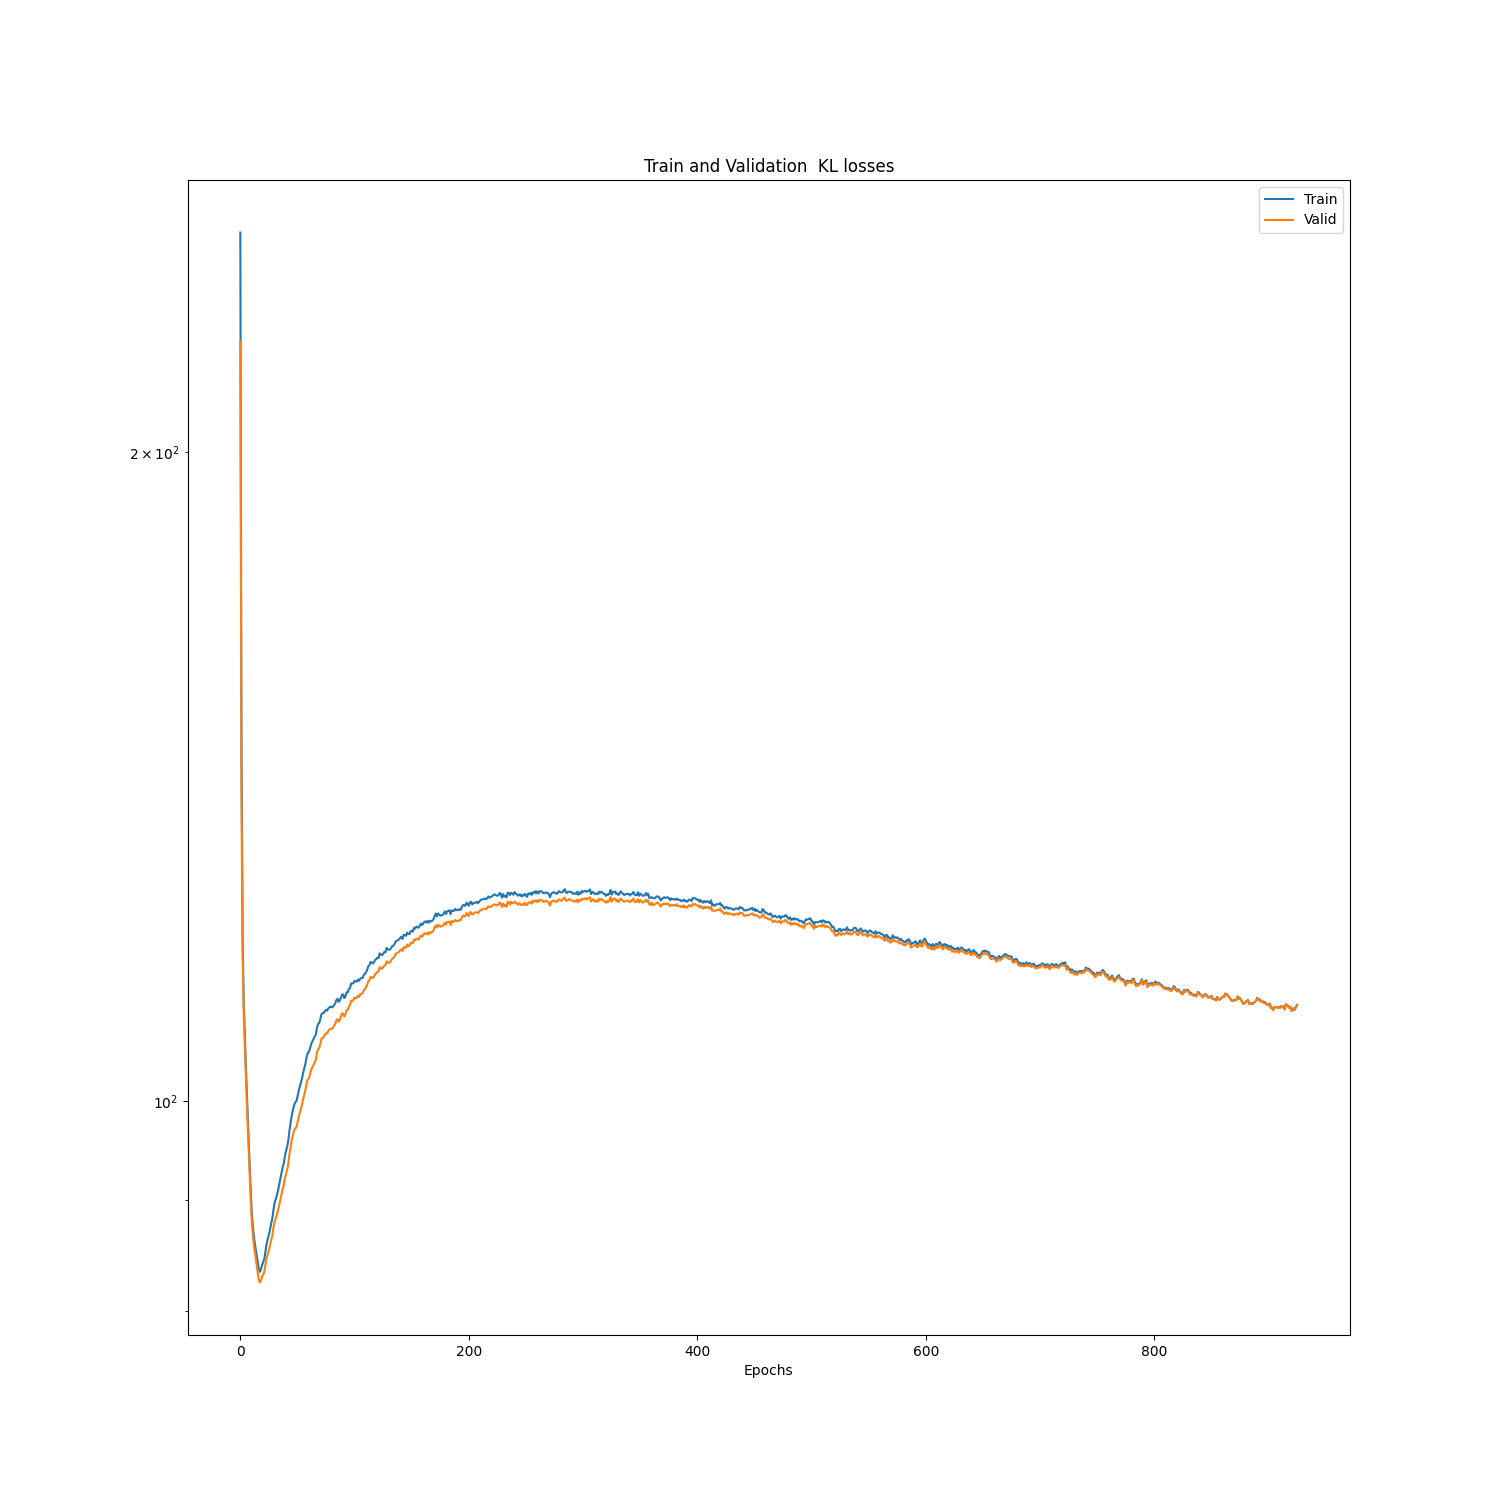 Train and Validation  KL losses
Train
Valid
2 × 10²
10²
0 200 400 600 800
Epochs